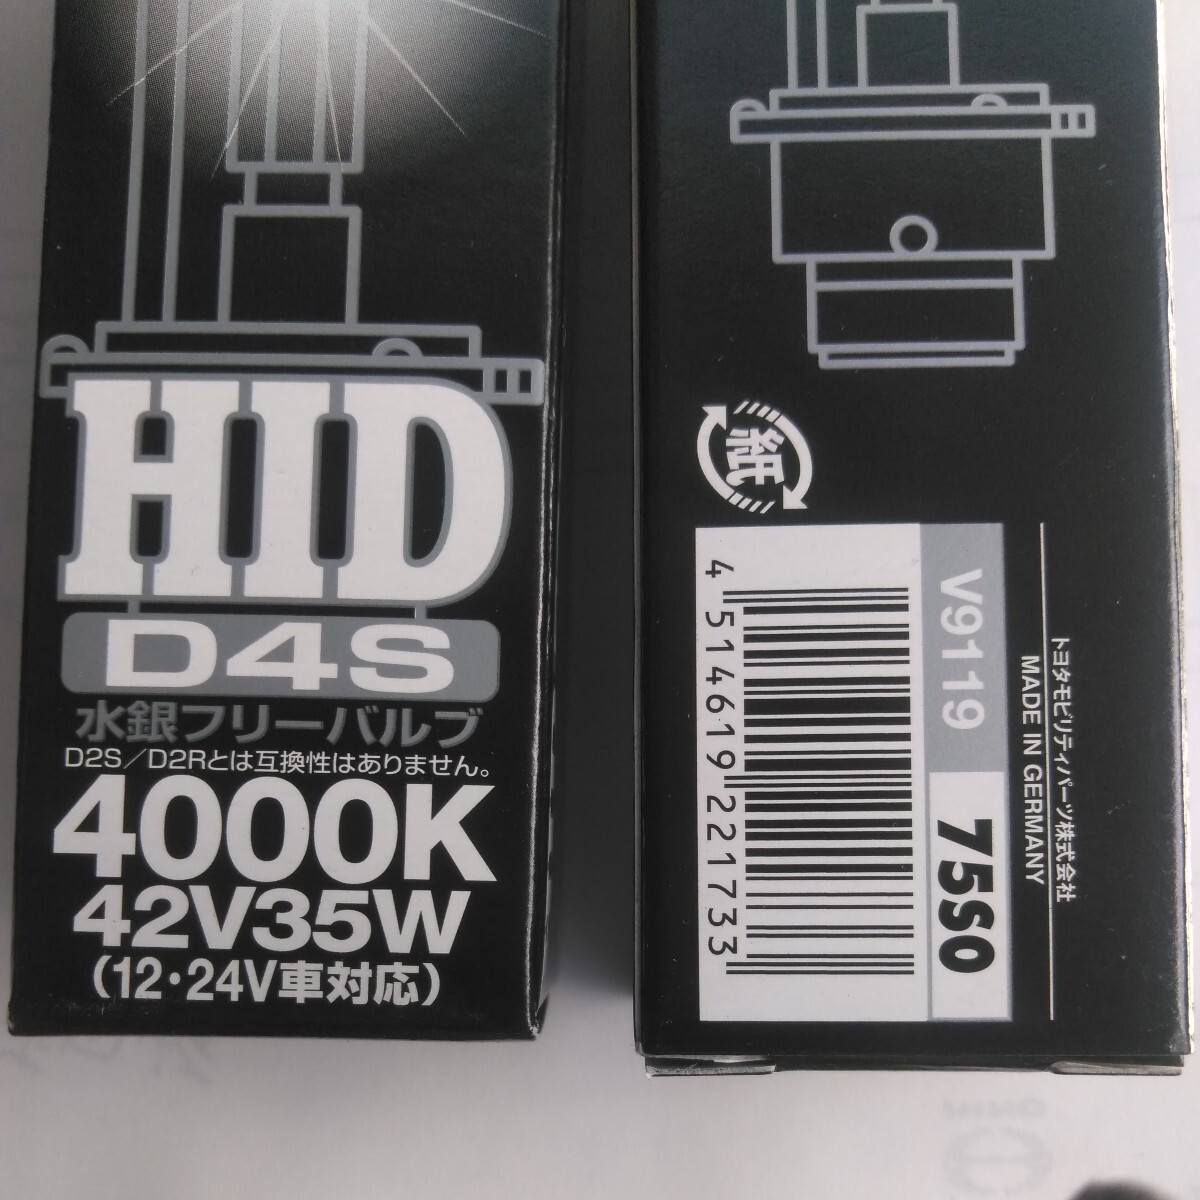 HID
D4S
水銀フリーバルブ
D2S／D2Rとは互換性はありません。
4000K
42V35W
（12・24V車対応）
紙
トヨタモビリティパーツ株式会社
MADE IN GERMANY
V9119
75S0
4 514619 221733